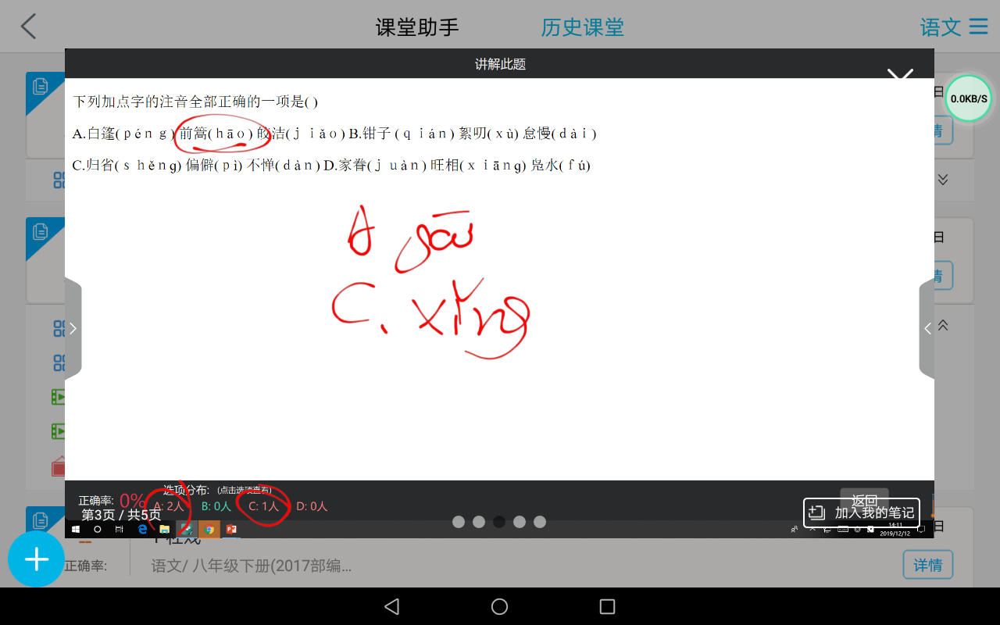 课堂助手 历史课堂 语文
讲解此题
日
0.0KB/S
下列加点字的注音全部正确的一项是( )
A.白篷(péng) 前篙(hāo) 皎洁(jiǎo) B.钳子 (qián) 絮叨(xù) 怠慢(dài)
C.归省(shěng) 偏僻(pì) 不惮(dàn) D.家眷(juàn) 旺相(xiāng) 凫水(fú)
情
A gāo
日
C. xǐng
情
选项分布: (点击选项查看)
正确率: 0% A: 2人 B: 0人 C: 1人 D: 0人
返回
第3页 / 共5页
加入我的笔记
14:11
2019/12/12
日
正确率:
语文/ 八年级下册(2017部编...
详情